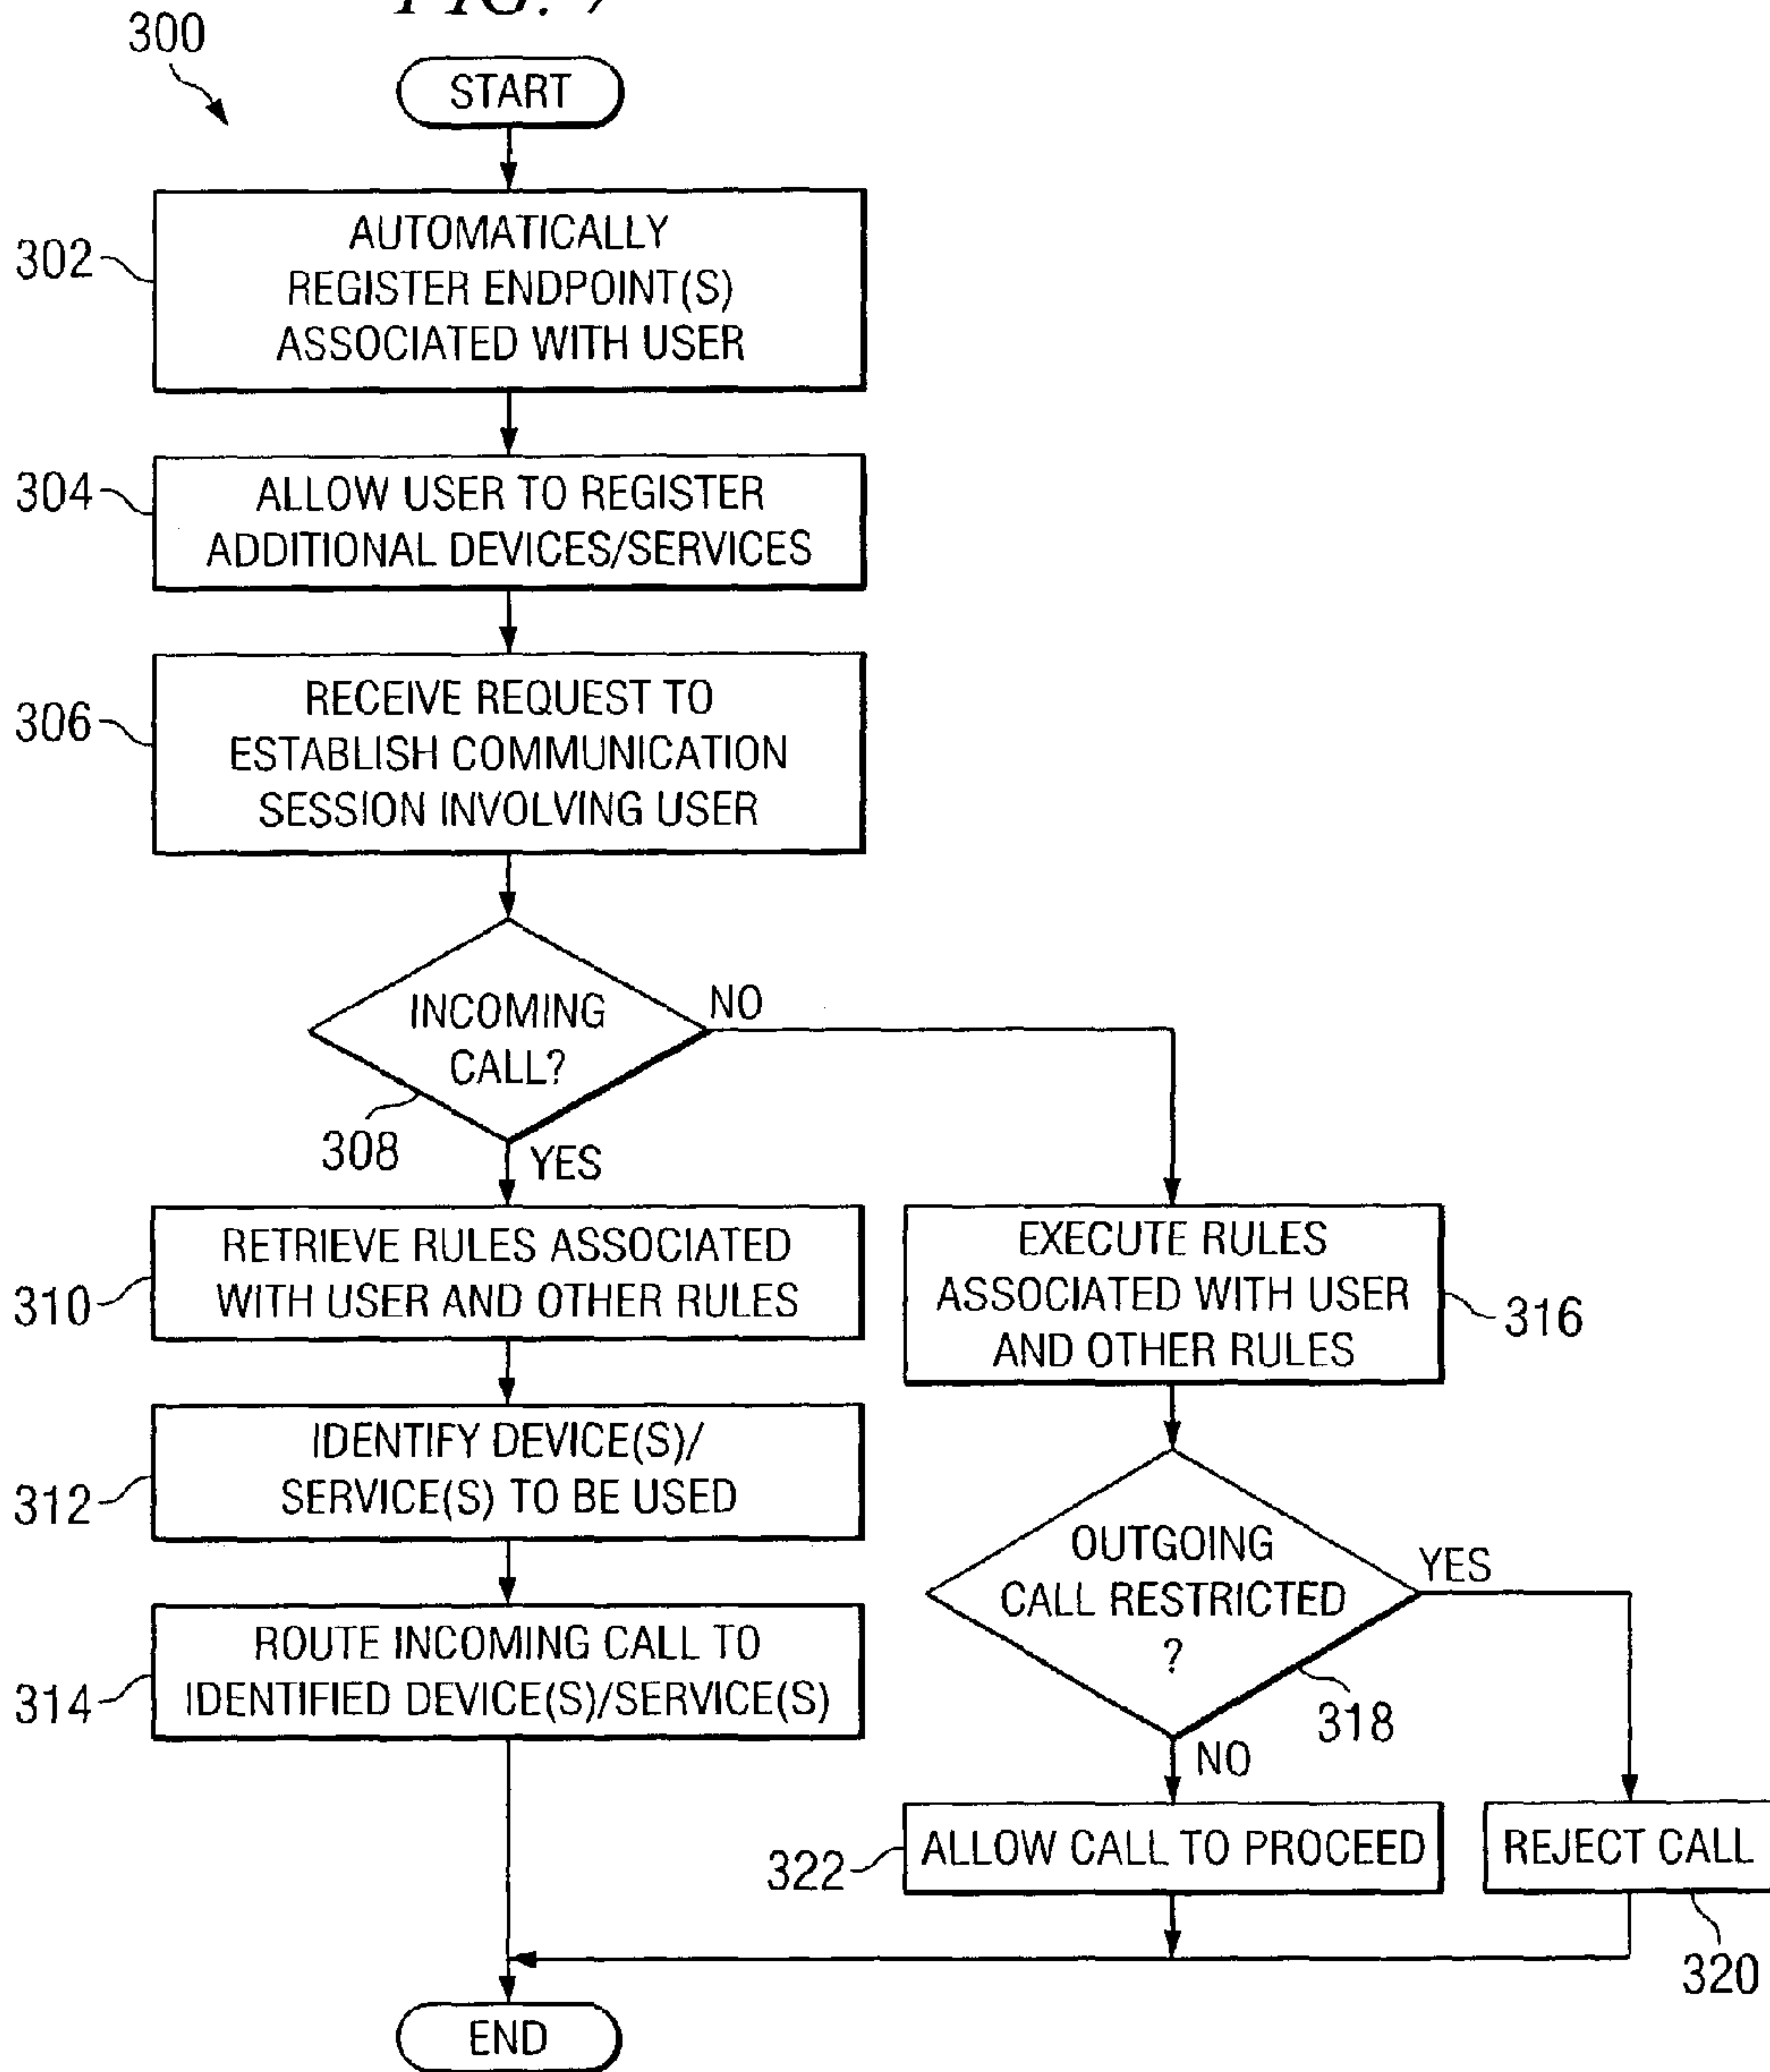 FIG. 7
300
START
302
AUTOMATICALLY
REGISTER ENDPOINT(S)
ASSOCIATED WITH USER
304
ALLOW USER TO REGISTER
ADDITIONAL DEVICES/SERVICES
306
RECEIVE REQUEST TO
ESTABLISH COMMUNICATION
SESSION INVOLVING USER
INCOMING
CALL?
NO
308
YES
310
RETRIEVE RULES ASSOCIATED
WITH USER AND OTHER RULES
312
IDENTIFY DEVICE(S)/
SERVICE(S) TO BE USED
314
ROUTE INCOMING CALL TO
IDENTIFIED DEVICE(S)/SERVICE(S)
EXECUTE RULES
ASSOCIATED WITH USER
AND OTHER RULES
316
OUTGOING
CALL RESTRICTED
?
YES
318
NO
322
ALLOW CALL TO PROCEED
REJECT CALL
320
END